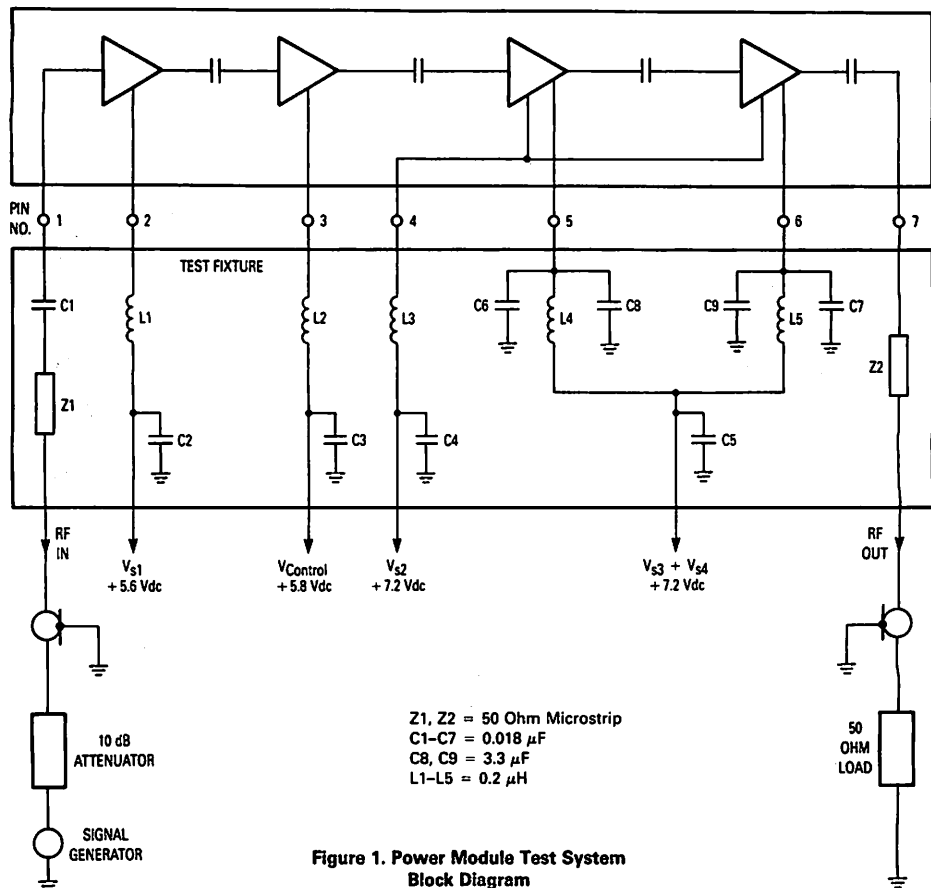 PIN
NO.
1
2
3
4
5
6
7
TEST FIXTURE
C1
L1
L2
L3
C6
L4
C8
C9
L5
C7
Z1
Z2
C2
C3
C4
C5
RF
IN
RF
OUT
Vs1
+5.6 Vdc
VControl
+5.8 Vdc
Vs2
+7.2 Vdc
Vs3 + Vs4
+7.2 Vdc
10 dB
ATTENUATOR
SIGNAL
GENERATOR
Z1, Z2 = 50 Ohm Microstrip
C1–C7 = 0.018 μF
C8, C9 = 3.3 μF
L1–L5 = 0.2 μH
50
OHM
LOAD
Figure 1. Power Module Test System
Block Diagram